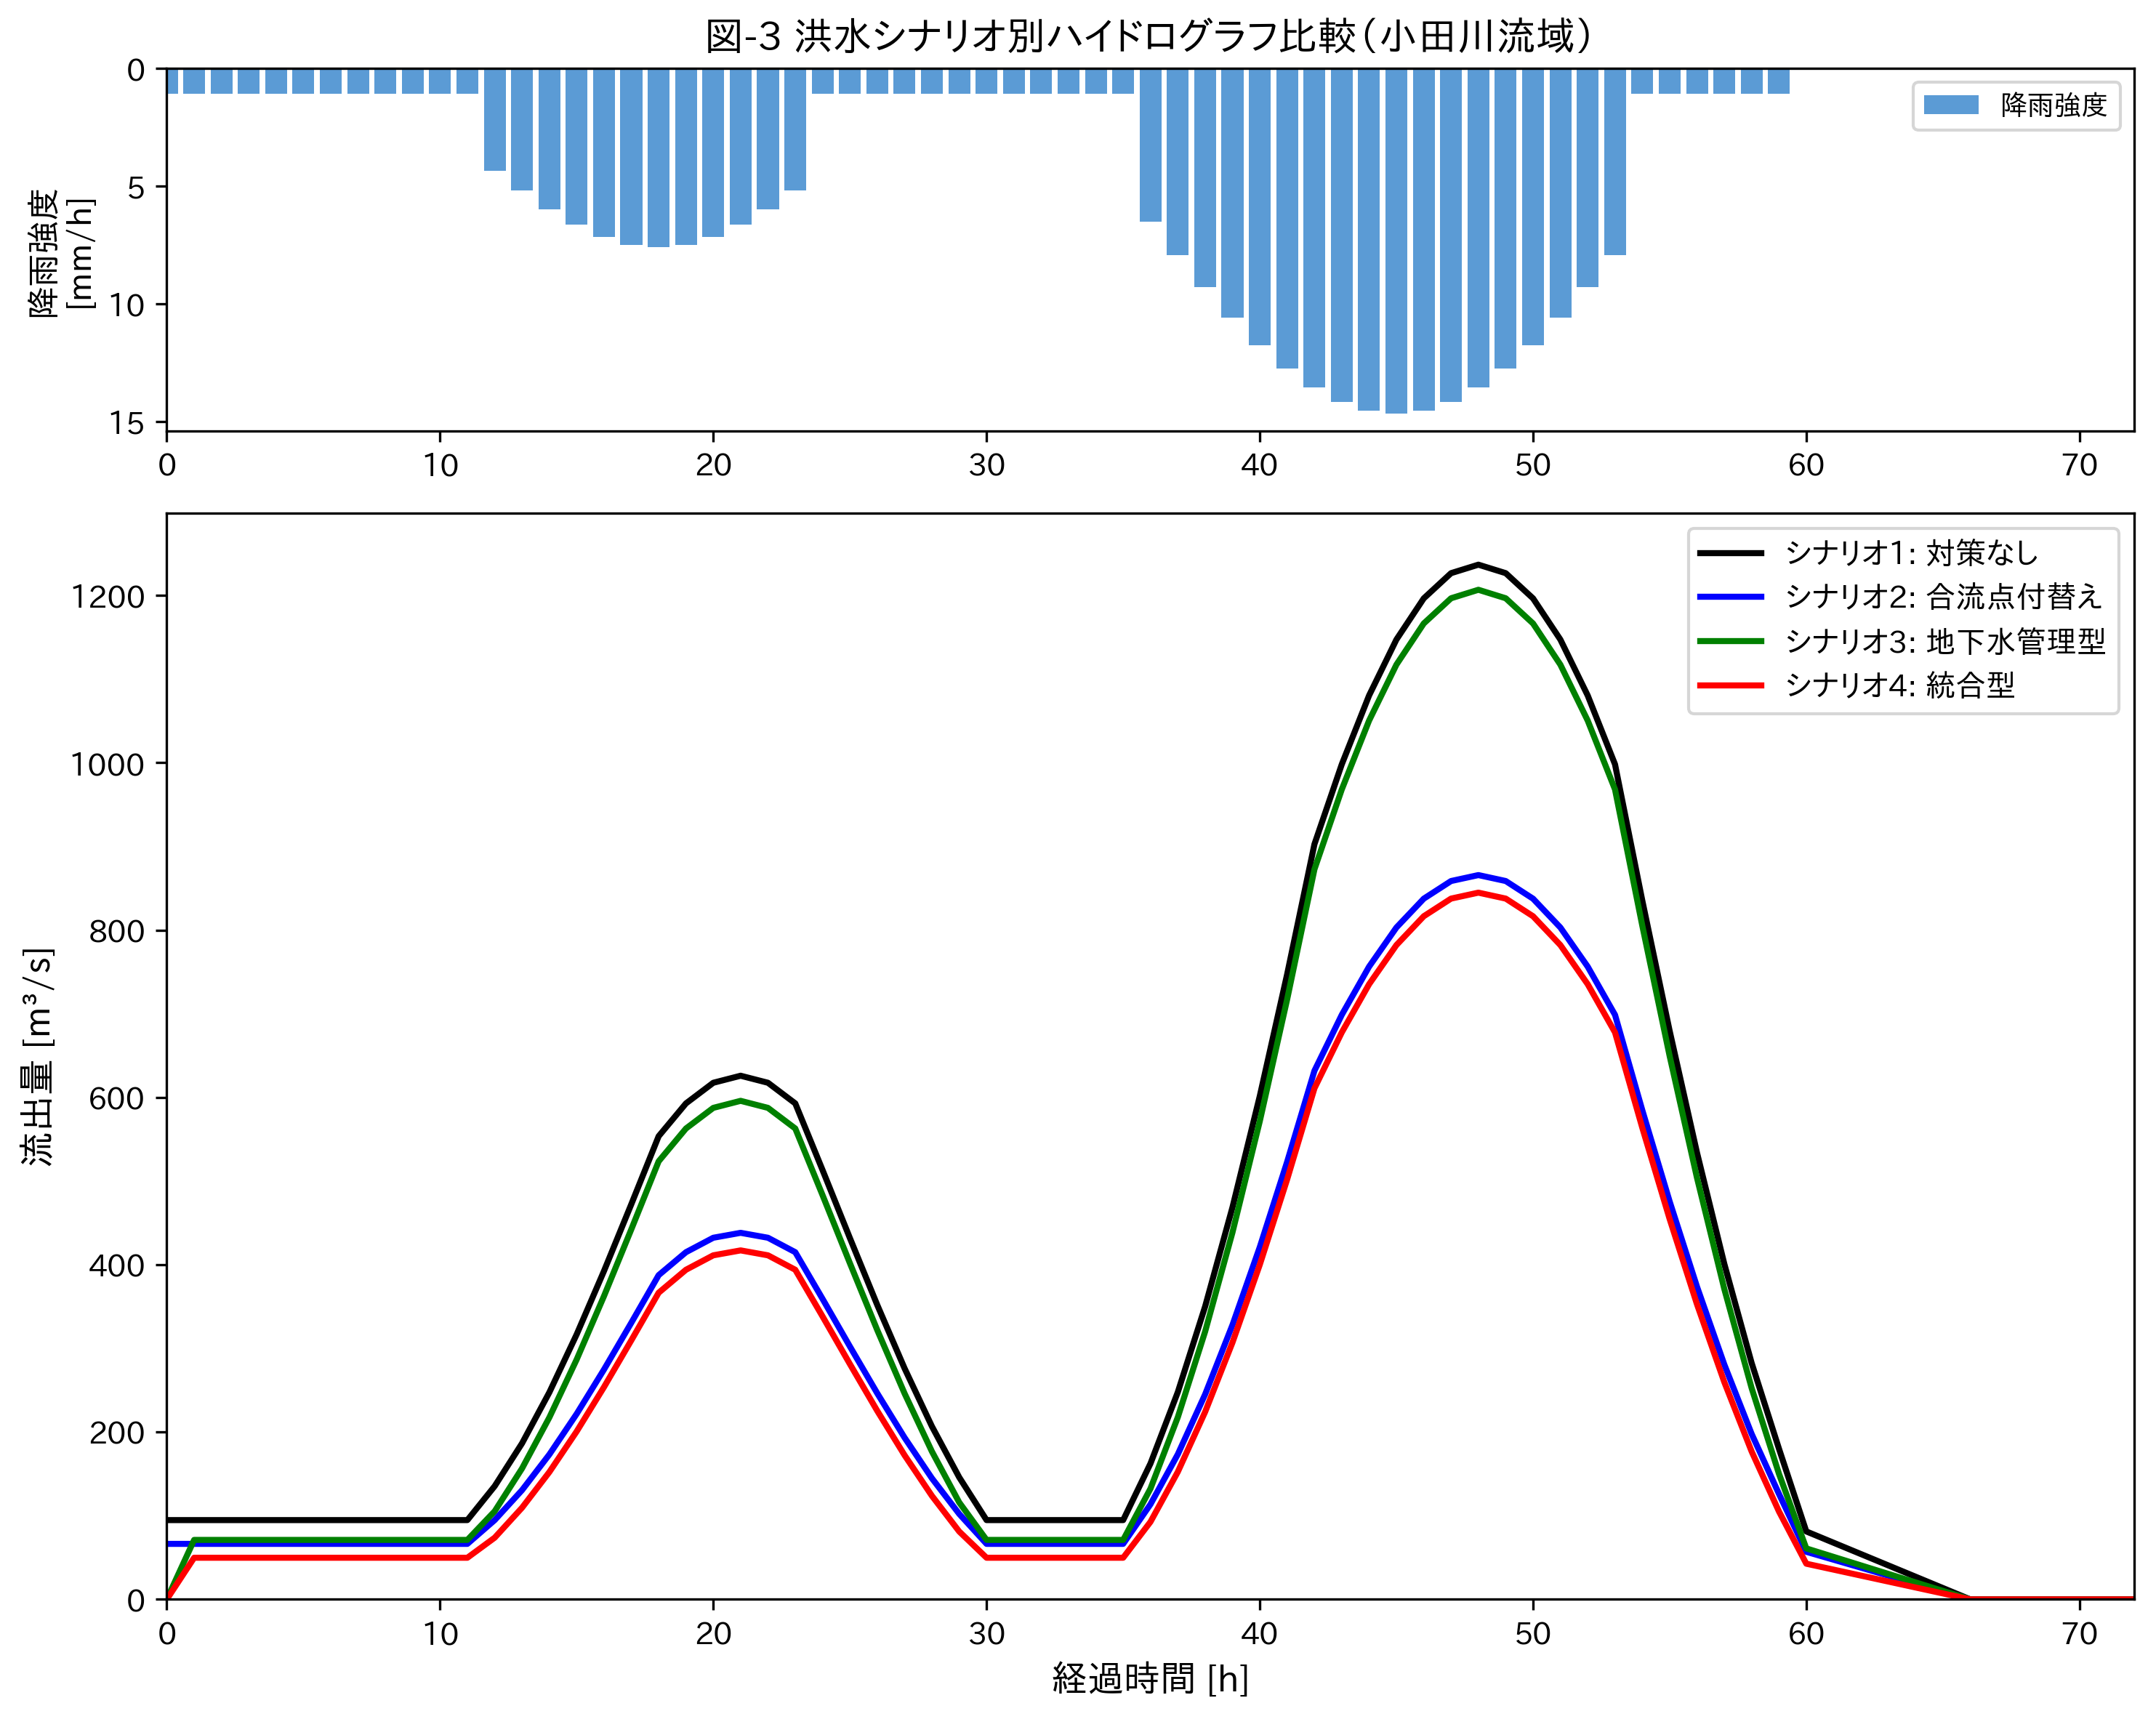 図-3 洪水シナリオ別ハイドログラフ比較(小田川流域)
0
5
10
15
降雨強度
[mm/h]
降雨強度
0 10 20 30 40 50 60 70
1200
1000
800
600
400
200
0
流出量 [m³/s]
シナリオ1: 対策なし
シナリオ2: 合流点付替え
シナリオ3: 地下水管理型
シナリオ4: 統合型
0 10 20 30 40 50 60 70
経過時間 [h]